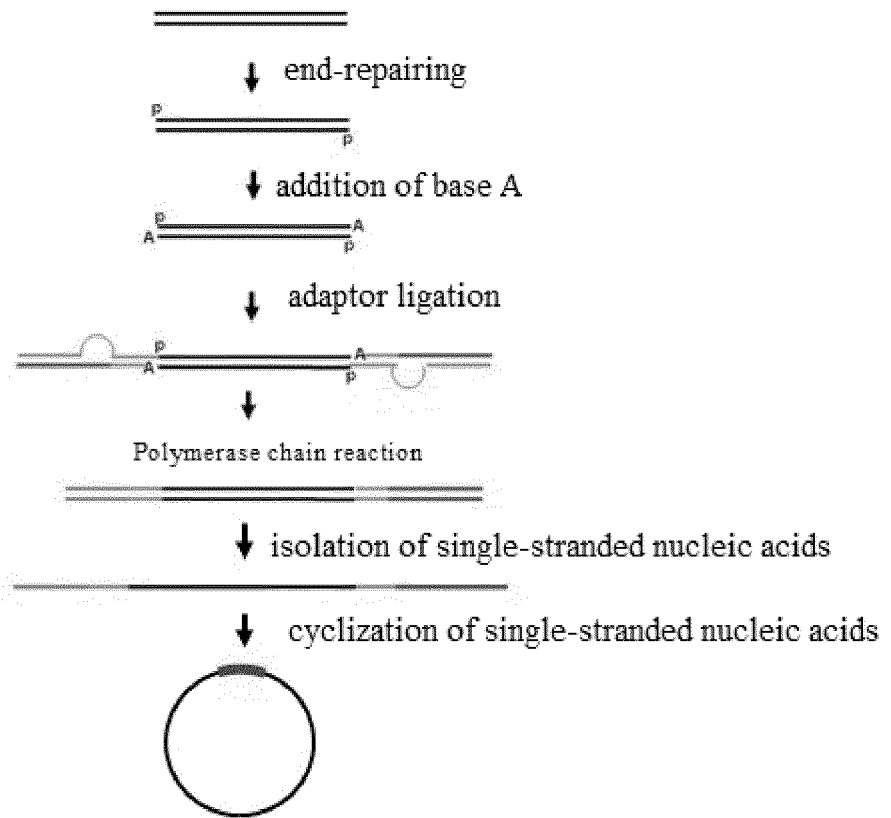 end-repairing
P
P
addition of base A
P
A
A
P
adaptor ligation
P
A
A
P
Polymerase chain reaction
isolation of single-stranded nucleic acids
cyclization of single-stranded nucleic acids